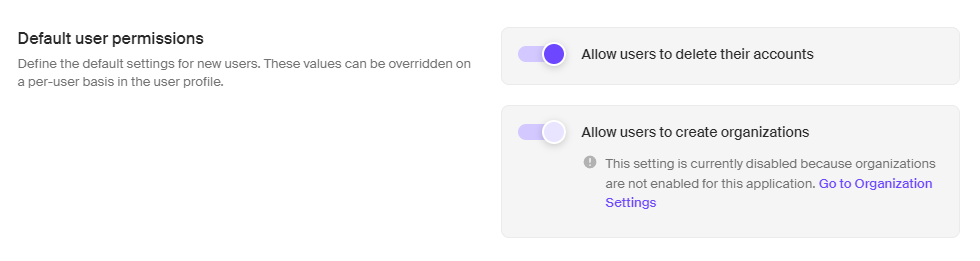 Default user permissions
Define the default settings for new users. These values can be overridden on
a per-user basis in the user profile.
Allow users to delete their accounts
Allow users to create organizations
This setting is currently disabled because organizations
are not enabled for this application. Go to Organization
Settings